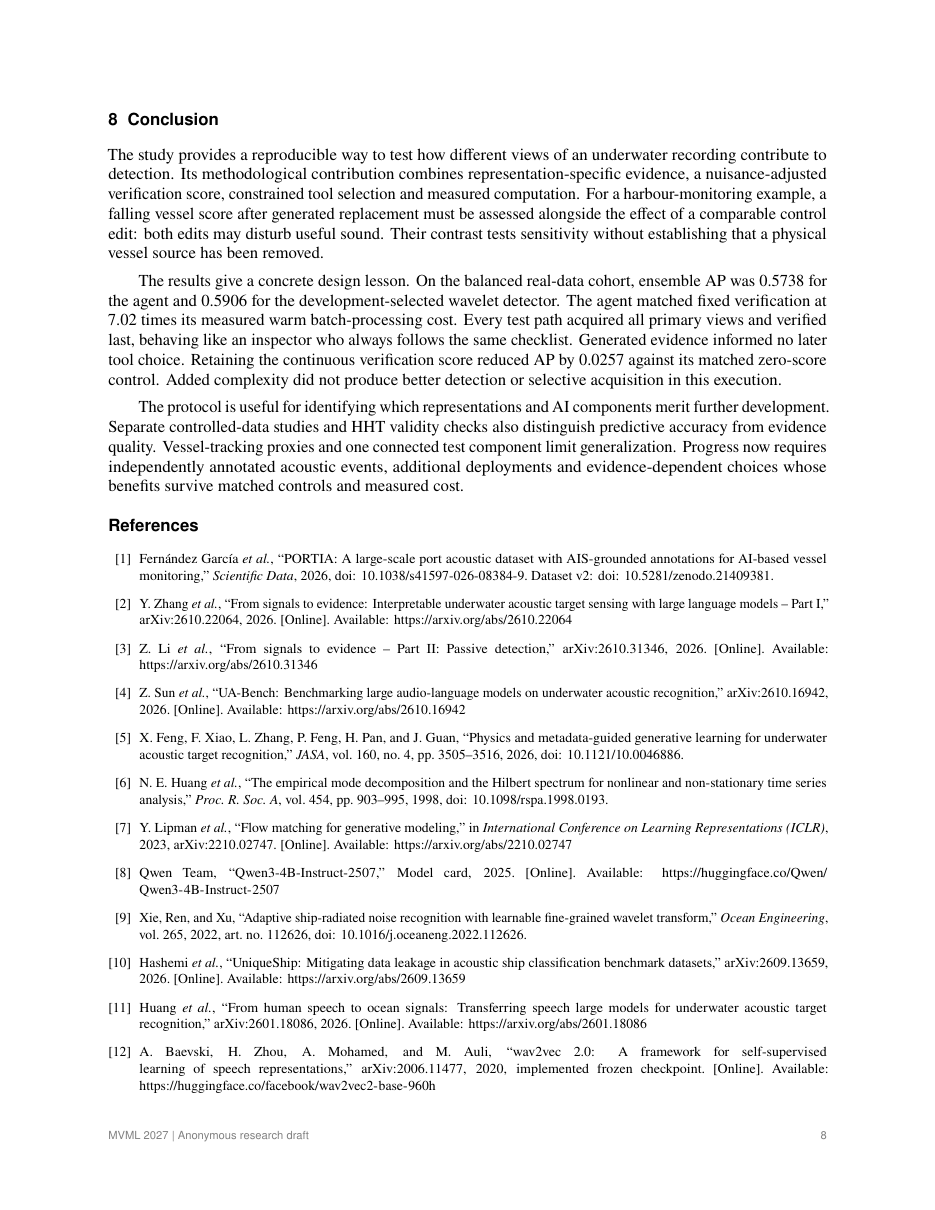 8 Conclusion
The study provides a reproducible way to test how different views of an underwater recording contribute to
detection. Its methodological contribution combines representation-specific evidence, a nuisance-adjusted
verification score, constrained tool selection and measured computation. For a harbour-monitoring example, a
falling vessel score after generated replacement must be assessed alongside the effect of a comparable control
edit: both edits may disturb useful sound. Their contrast tests sensitivity without establishing that a physical
vessel source has been removed.
The results give a concrete design lesson. On the balanced real-data cohort, ensemble AP was 0.5738 for
the agent and 0.5906 for the development-selected wavelet detector. The agent matched fixed verification at
7.02 times its measured warm batch-processing cost. Every test path acquired all primary views and verified
last, behaving like an inspector who always follows the same checklist. Generated evidence informed no later
tool choice. Retaining the continuous verification score reduced AP by 0.0257 against its matched zero-score
control. Added complexity did not produce better detection or selective acquisition in this execution.
The protocol is useful for identifying which representations and AI components merit further development.
Separate controlled-data studies and HHT validity checks also distinguish predictive accuracy from evidence
quality. Vessel-tracking proxies and one connected test component limit generalization. Progress now requires
independently annotated acoustic events, additional deployments and evidence-dependent choices whose
benefits survive matched controls and measured cost.
References
[1] Fernández García et al., “PORTIA: A large-scale port acoustic dataset with AIS-grounded annotations for AI-based vessel
monitoring,” Scientific Data, 2026, doi: 10.1038/s41597-026-08384-9. Dataset v2: doi: 10.5281/zenodo.21409381.
[2] Y. Zhang et al., “From signals to evidence: Interpretable underwater acoustic target sensing with large language models – Part I,”
arXiv:2610.22064, 2026. [Online]. Available: https://arxiv.org/abs/2610.22064
[3] Z. Li et al., “From signals to evidence – Part II: Passive detection,” arXiv:2610.31346, 2026. [Online]. Available:
https://arxiv.org/abs/2610.31346
[4] Z. Sun et al., “UA-Bench: Benchmarking large audio-language models on underwater acoustic recognition,” arXiv:2610.16942,
2026. [Online]. Available: https://arxiv.org/abs/2610.16942
[5] X. Feng, F. Xiao, L. Zhang, P. Feng, H. Pan, and J. Guan, “Physics and metadata-guided generative learning for underwater
acoustic target recognition,” JASA, vol. 160, no. 4, pp. 3505–3516, 2026, doi: 10.1121/10.0046886.
[6] N. E. Huang et al., “The empirical mode decomposition and the Hilbert spectrum for nonlinear and non-stationary time series
analysis,” Proc. R. Soc. A, vol. 454, pp. 903–995, 1998, doi: 10.1098/rspa.1998.0193.
[7] Y. Lipman et al., “Flow matching for generative modeling,” in International Conference on Learning Representations (ICLR),
2023, arXiv:2210.02747. [Online]. Available: https://arxiv.org/abs/2210.02747
[8] Qwen Team, “Qwen3-4B-Instruct-2507,” Model card, 2025. [Online]. Available: https://huggingface.co/Qwen/
Qwen3-4B-Instruct-2507
[9] Xie, Ren, and Xu, “Adaptive ship-radiated noise recognition with learnable fine-grained wavelet transform,” Ocean Engineering,
vol. 265, 2022, art. no. 112626, doi: 10.1016/j.oceaneng.2022.112626.
[10] Hashemi et al., “UniqueShip: Mitigating data leakage in acoustic ship classification benchmark datasets,” arXiv:2609.13659,
2026. [Online]. Available: https://arxiv.org/abs/2609.13659
[11] Huang et al., “From human speech to ocean signals: Transferring speech large models for underwater acoustic target
recognition,” arXiv:2601.18086, 2026. [Online]. Available: https://arxiv.org/abs/2601.18086
[12] A. Baevski, H. Zhou, A. Mohamed, and M. Auli, “wav2vec 2.0: A framework for self-supervised
learning of speech representations,” arXiv:2006.11477, 2020, implemented frozen checkpoint. [Online]. Available:
https://huggingface.co/facebook/wav2vec2-base-960h
MVML 2027 | Anonymous research draft 8